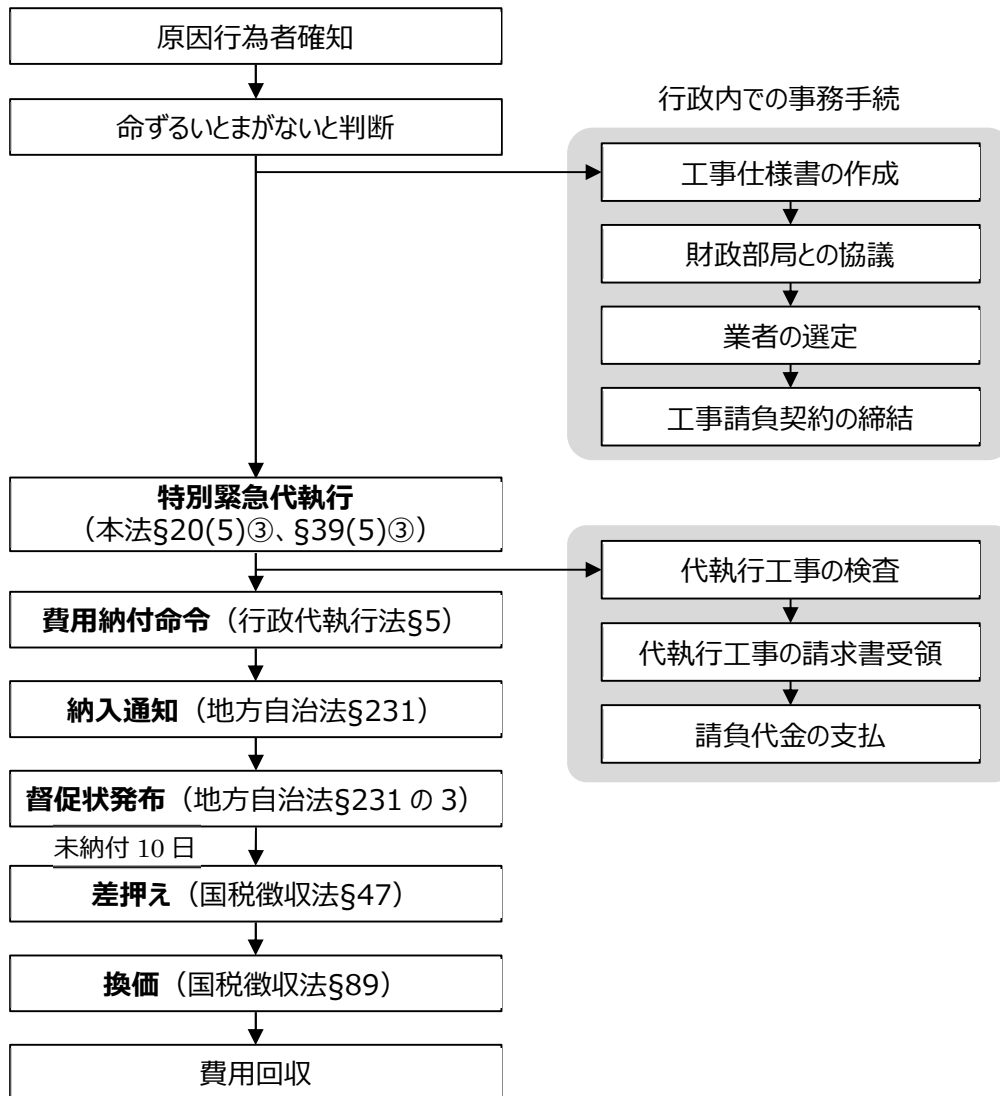 原因行為者確知
命ずるいとまがないと判断
行政内での事務手続
工事仕様書の作成
財政部局との協議
業者の選定
工事請負契約の締結
特別緊急代執行
（本法§20(5)③、§39(5)③）
代執行工事の検査
費用納付命令（行政代執行法§5）
代執行工事の請求書受領
納入通知（地方自治法§231）
請負代金の支払
督促状発布（地方自治法§231 の 3）
未納付 10 日
差押え（国税徴収法§47）
換価（国税徴収法§89）
費用回収